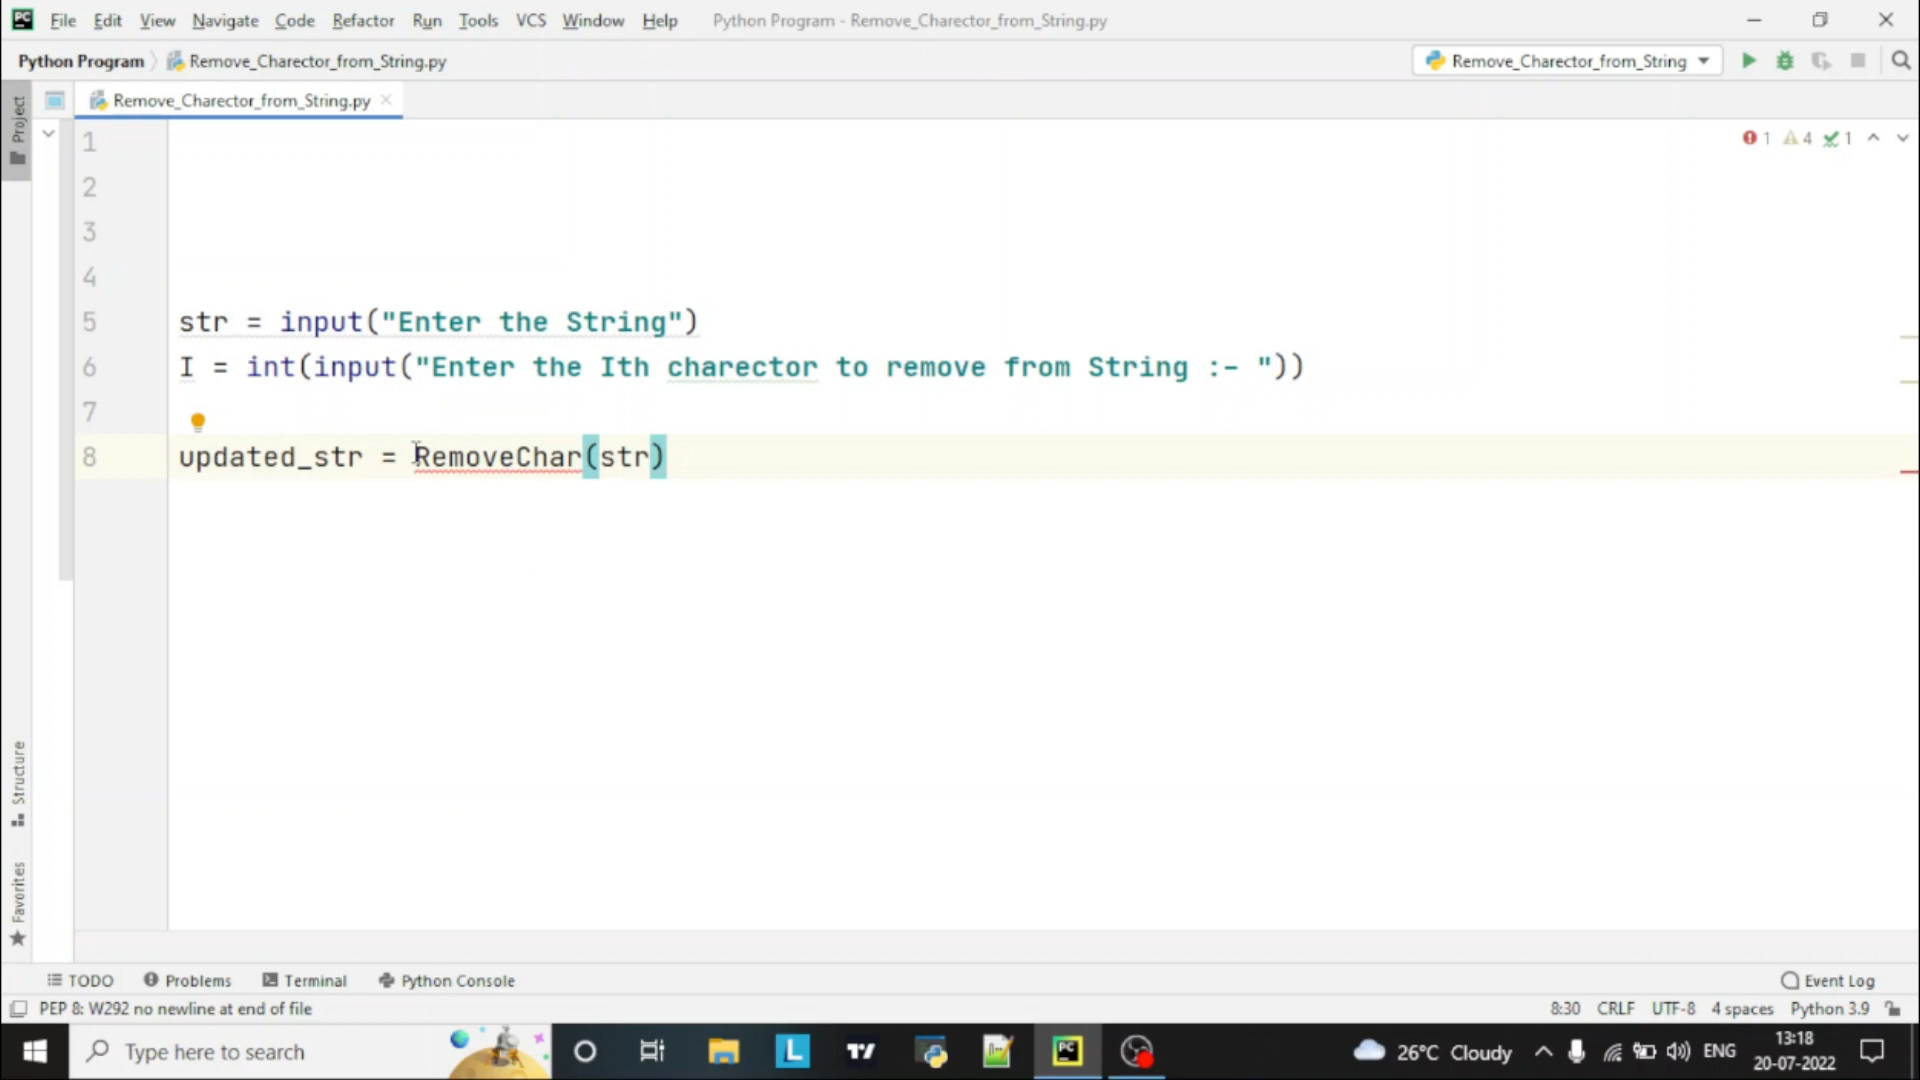 PC File Edit View Navigate Code Refactor Run Tools VCS Window Help Python Program - Remove_Charector_from_String.py
Python Program Remove_Charector_from_String.py Remove_Charector_from_String
Project Remove_Charector_from_String.py
1 1 4 1
2
3
4
5 str = input("Enter the String")
6 I = int(input("Enter the Ith charector to remove from String :- "))
7
8 updated_str = RemoveChar(str)
Structure
Favorites
TODO Problems Terminal Python Console Event Log
PEP 8: W292 no newline at end of file 8:30 CRLF UTF-8 4 spaces Python 3.9
Type here to search L PC 26°C Cloudy ENG 13:18
20-07-2022